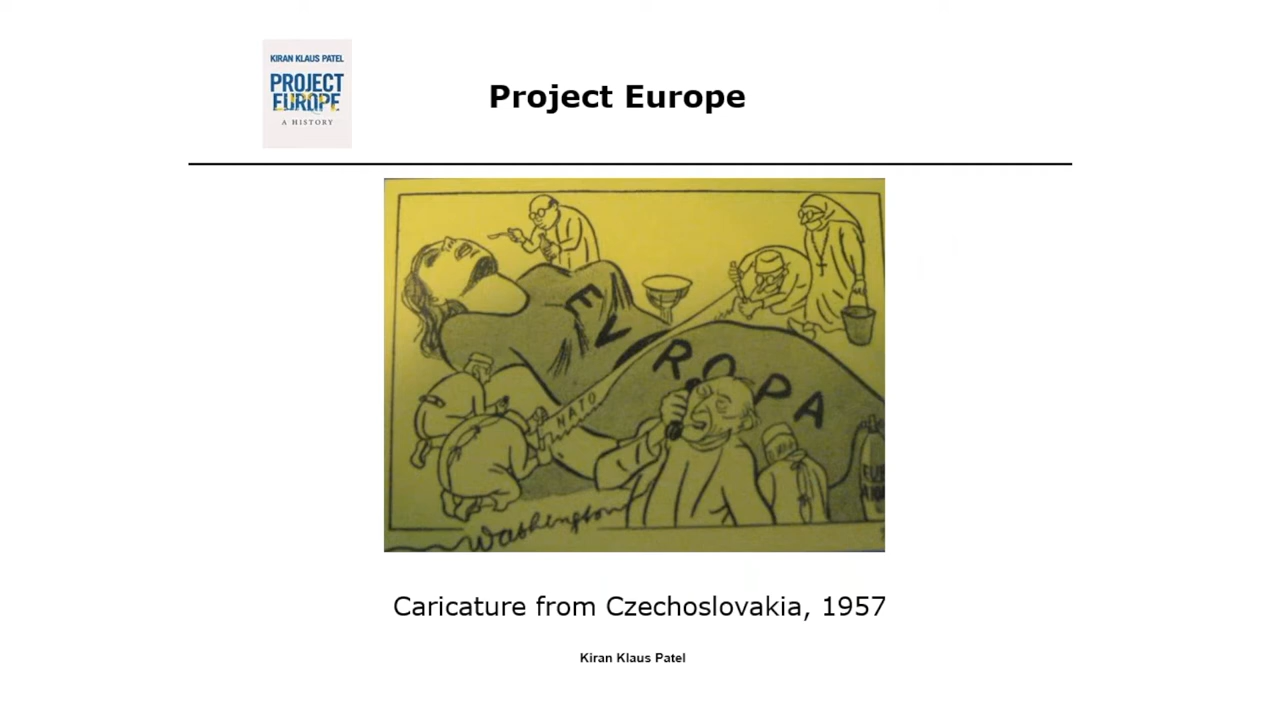 KIRAN KLAUS PATEL
PROJECT
EUROPE
A HISTORY
Project Europe
EVROPA
NATO
Washington
Caricature from Czechoslovakia, 1957
Kiran Klaus Patel